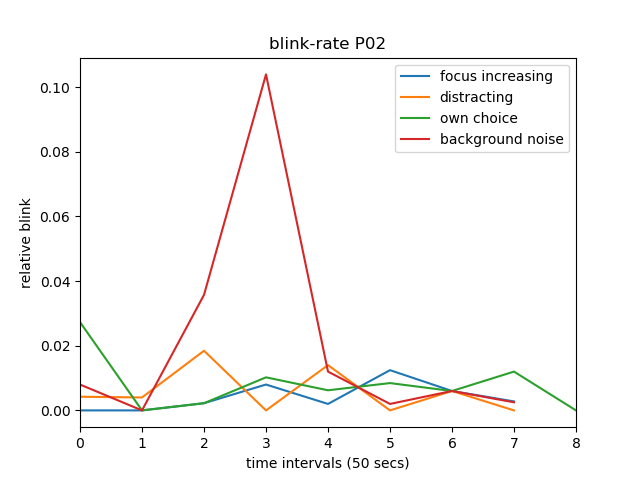 blink-rate P02
focus increasing
distracting
own choice
background noise
relative blink
0.10
0.08
0.06
0.04
0.02
0.00
0 1 2 3 4 5 6 7 8
time intervals (50 secs)